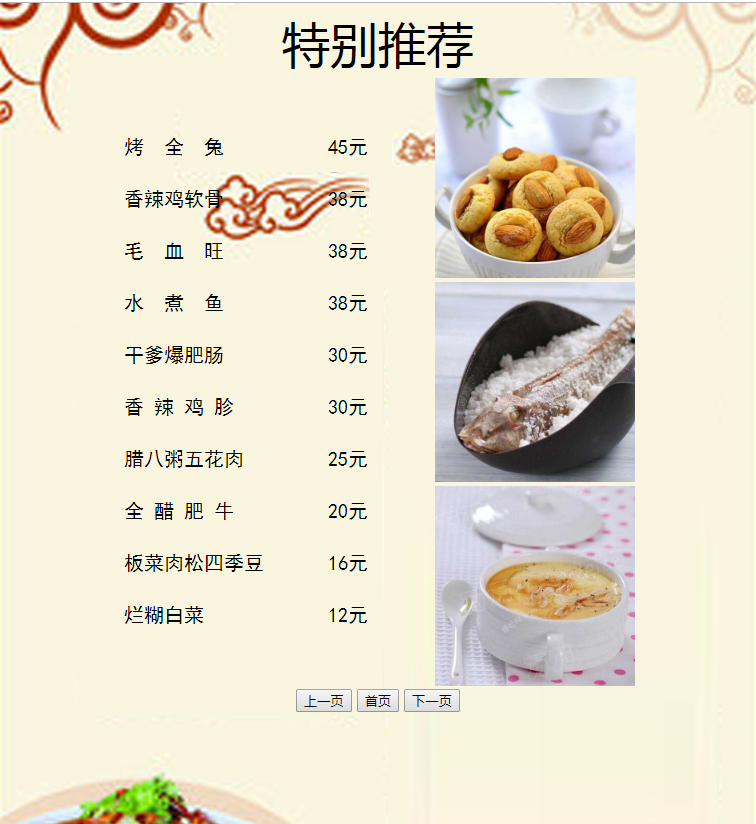 特别推荐
烤 全 兔 45元
香辣鸡软骨 38元
毛 血 旺 38元
水 煮 鱼 38元
干爹爆肥肠 30元
香 辣 鸡 胗 30元
腊八粥五花肉 25元
全 醋 肥 牛 20元
板菜肉松四季豆 16元
烂糊白菜 12元
上一页 首页 下一页